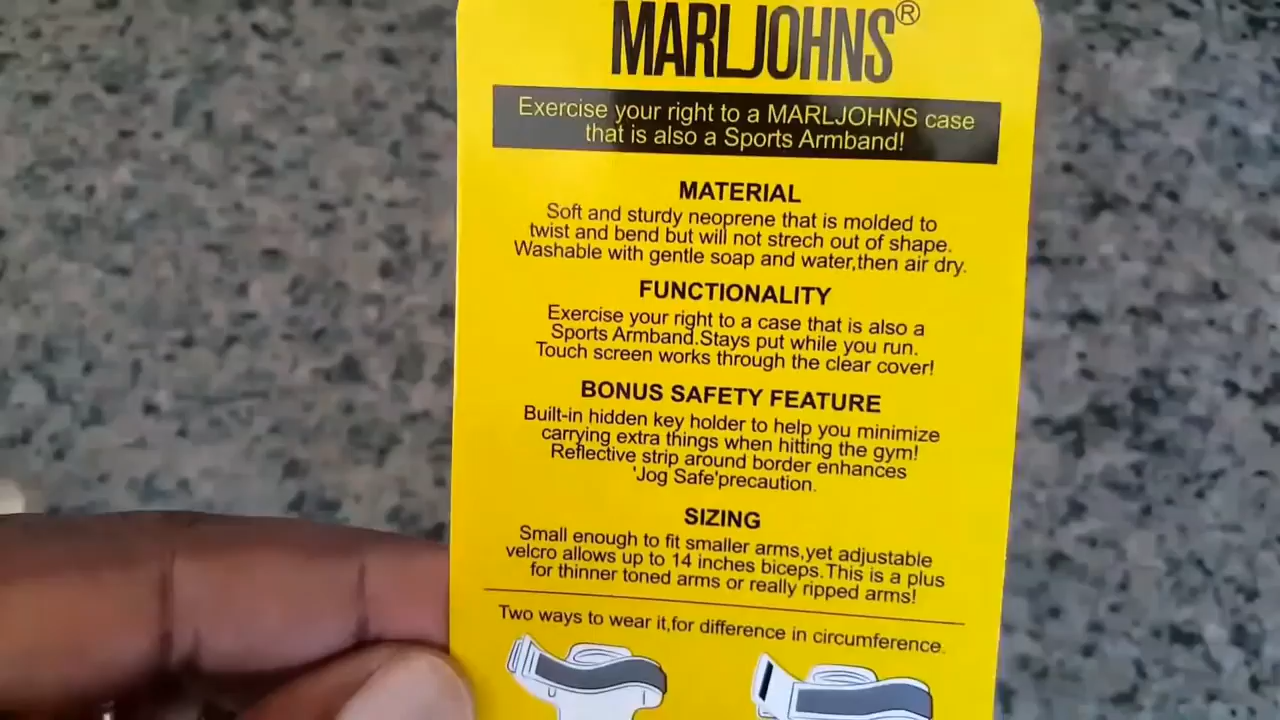 MARLJOHNS®
Exercise your right to a MARLJOHNS case
that is also a Sports Armband!
MATERIAL
Soft and sturdy neoprene that is molded to
twist and bend but will not strech out of shape.
Washable with gentle soap and water,then air dry.
FUNCTIONALITY
Exercise your right to a case that is also a
Sports Armband.Stays put while you run.
Touch screen works through the clear cover!
BONUS SAFETY FEATURE
Built-in hidden key holder to help you minimize
carrying extra things when hitting the gym!
Reflective strip around border enhances
'Jog Safe'precaution.
SIZING
Small enough to fit smaller arms,yet adjustable
velcro allows up to 14 inches biceps.This is a plus
for thinner toned arms or really ripped arms!
Two ways to wear it,for difference in circumference.